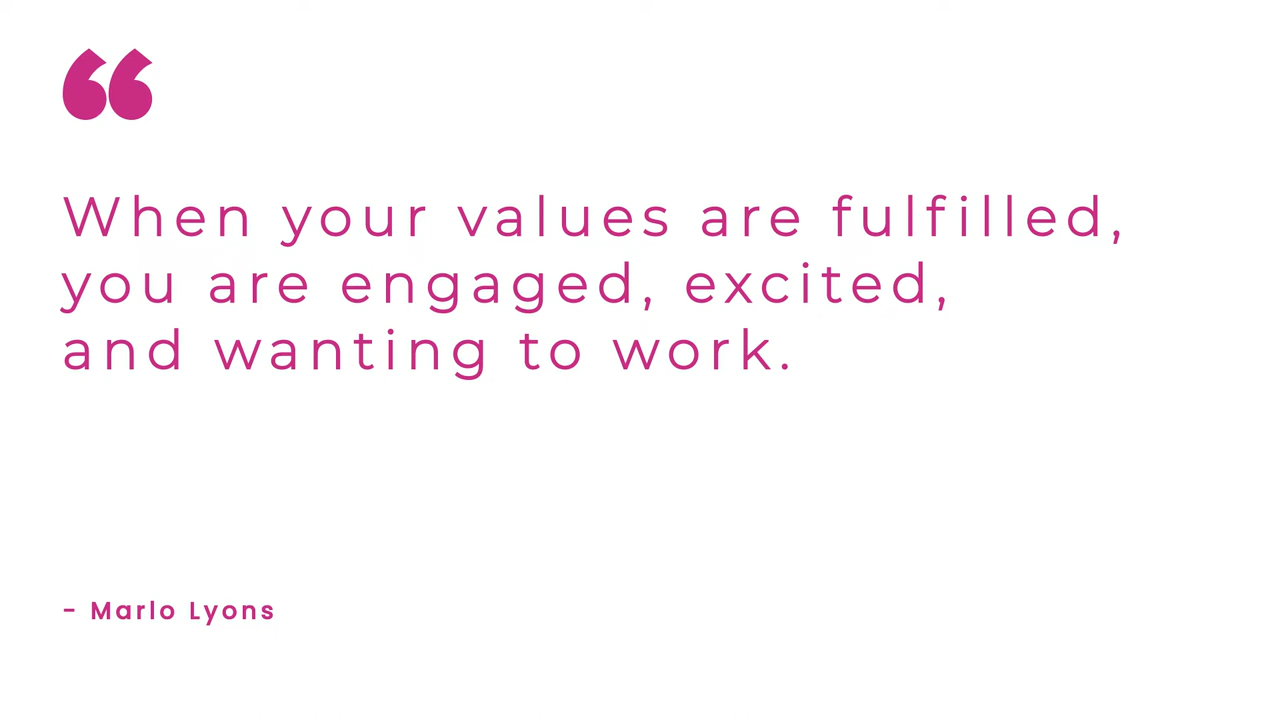 “
When your values are fulfilled,
you are engaged, excited,
and wanting to work.
- Marlo Lyons